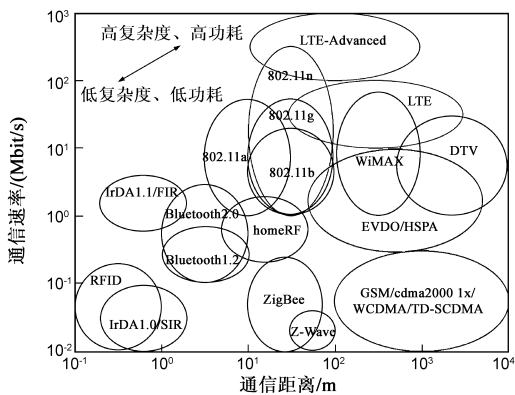 10³
高复杂度、高功耗
LTE-Advanced
802.11n
10²
低复杂度、低功耗
LTE
802.11g
10¹
802.11a
WiMAX
DTV
802.11b
IrDA1.1/FIR
10⁰
Bluetooth2.0
homeRF
EVDO/HSPA
Bluetooth1.2
10⁻¹
RFID
ZigBee
GSM/cdma2000 1x/
WCDMA/TD-SCDMA
IrDA1.0/SIR
Z-Wave
10⁻²
通信速率/(Mbit/s)
10⁻¹ 10⁰ 10¹ 10² 10³ 10⁴
通信距离/m